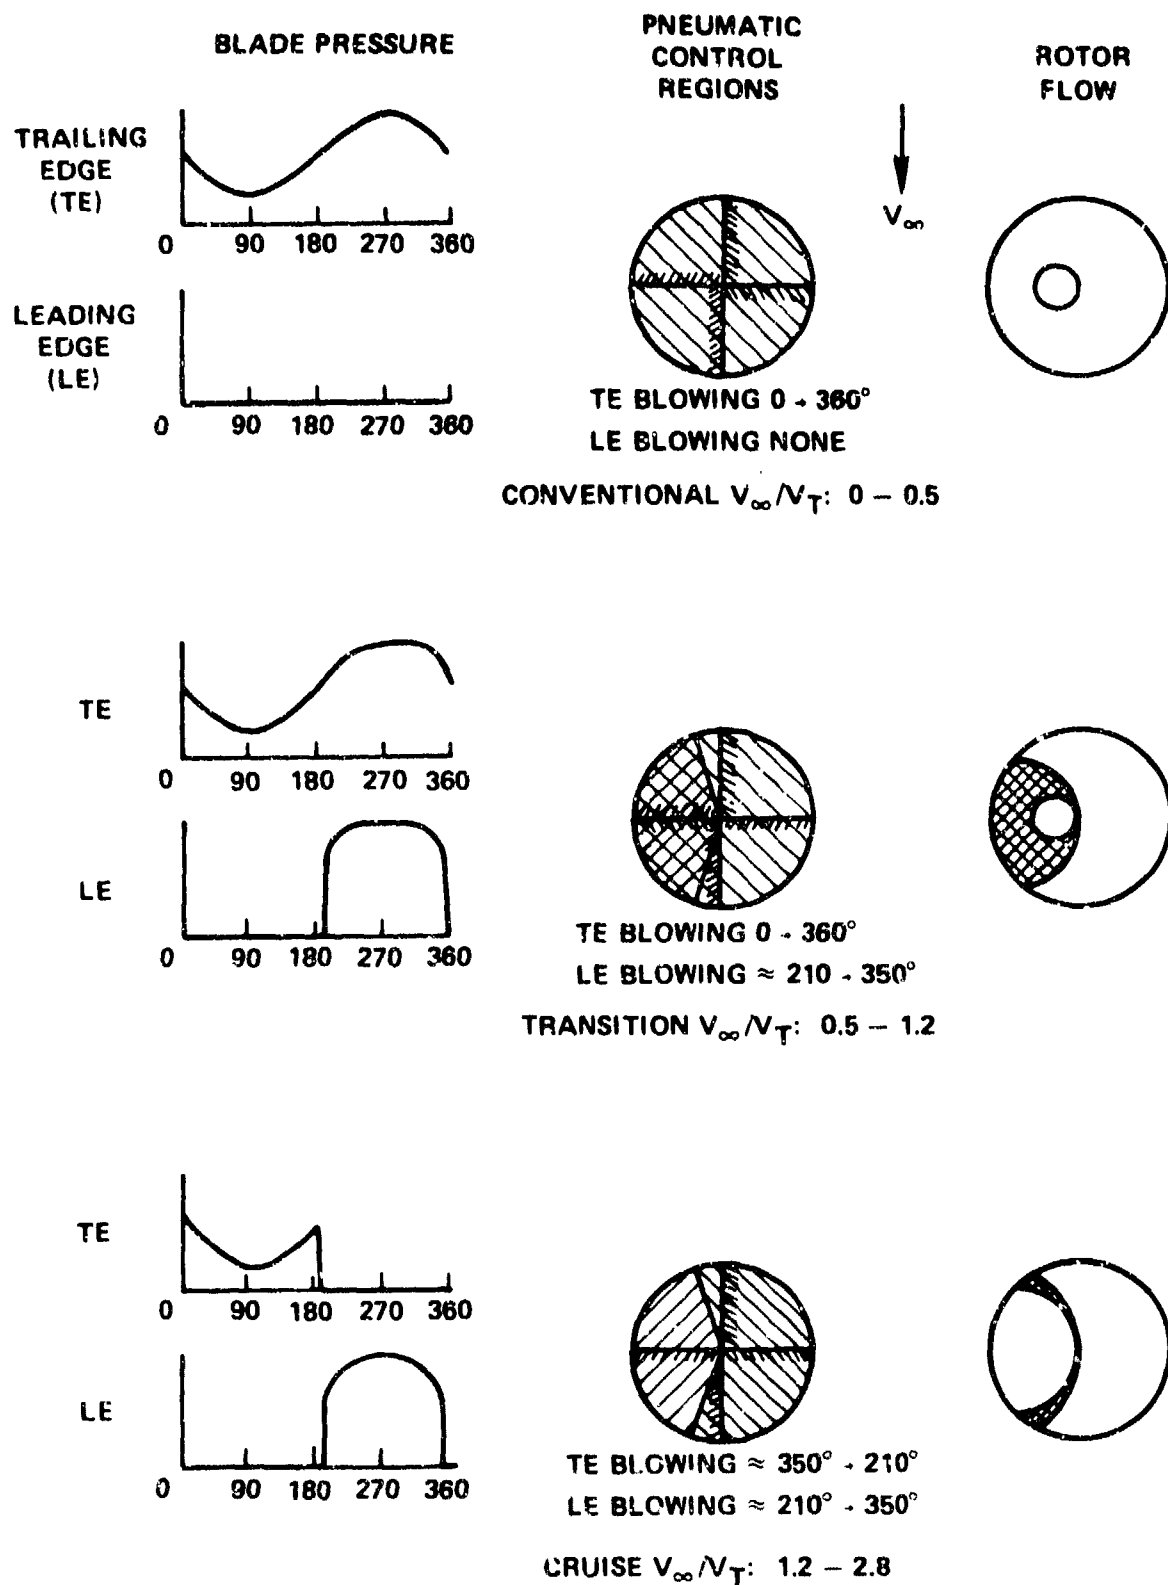 BLADE PRESSURE
PNEUMATIC
CONTROL
REGIONS
ROTOR
FLOW
TRAILING
EDGE
(TE)
0 90 180 270 360
V∞
LEADING
EDGE
(LE)
0 90 180 270 360
TE BLOWING 0 - 360°
LE BLOWING NONE
CONVENTIONAL V∞/VT: 0 – 0.5
TE
0 90 180 270 360
LE
0 90 180 270 360
TE BLOWING 0 - 360°
LE BLOWING ≈ 210 - 350°
TRANSITION V∞/VT: 0.5 – 1.2
TE
0 90 180 270 360
LE
0 90 180 270 360
TE BLOWING ≈ 350° - 210°
LE BLOWING ≈ 210° - 350°
CRUISE V∞/VT: 1.2 – 2.8